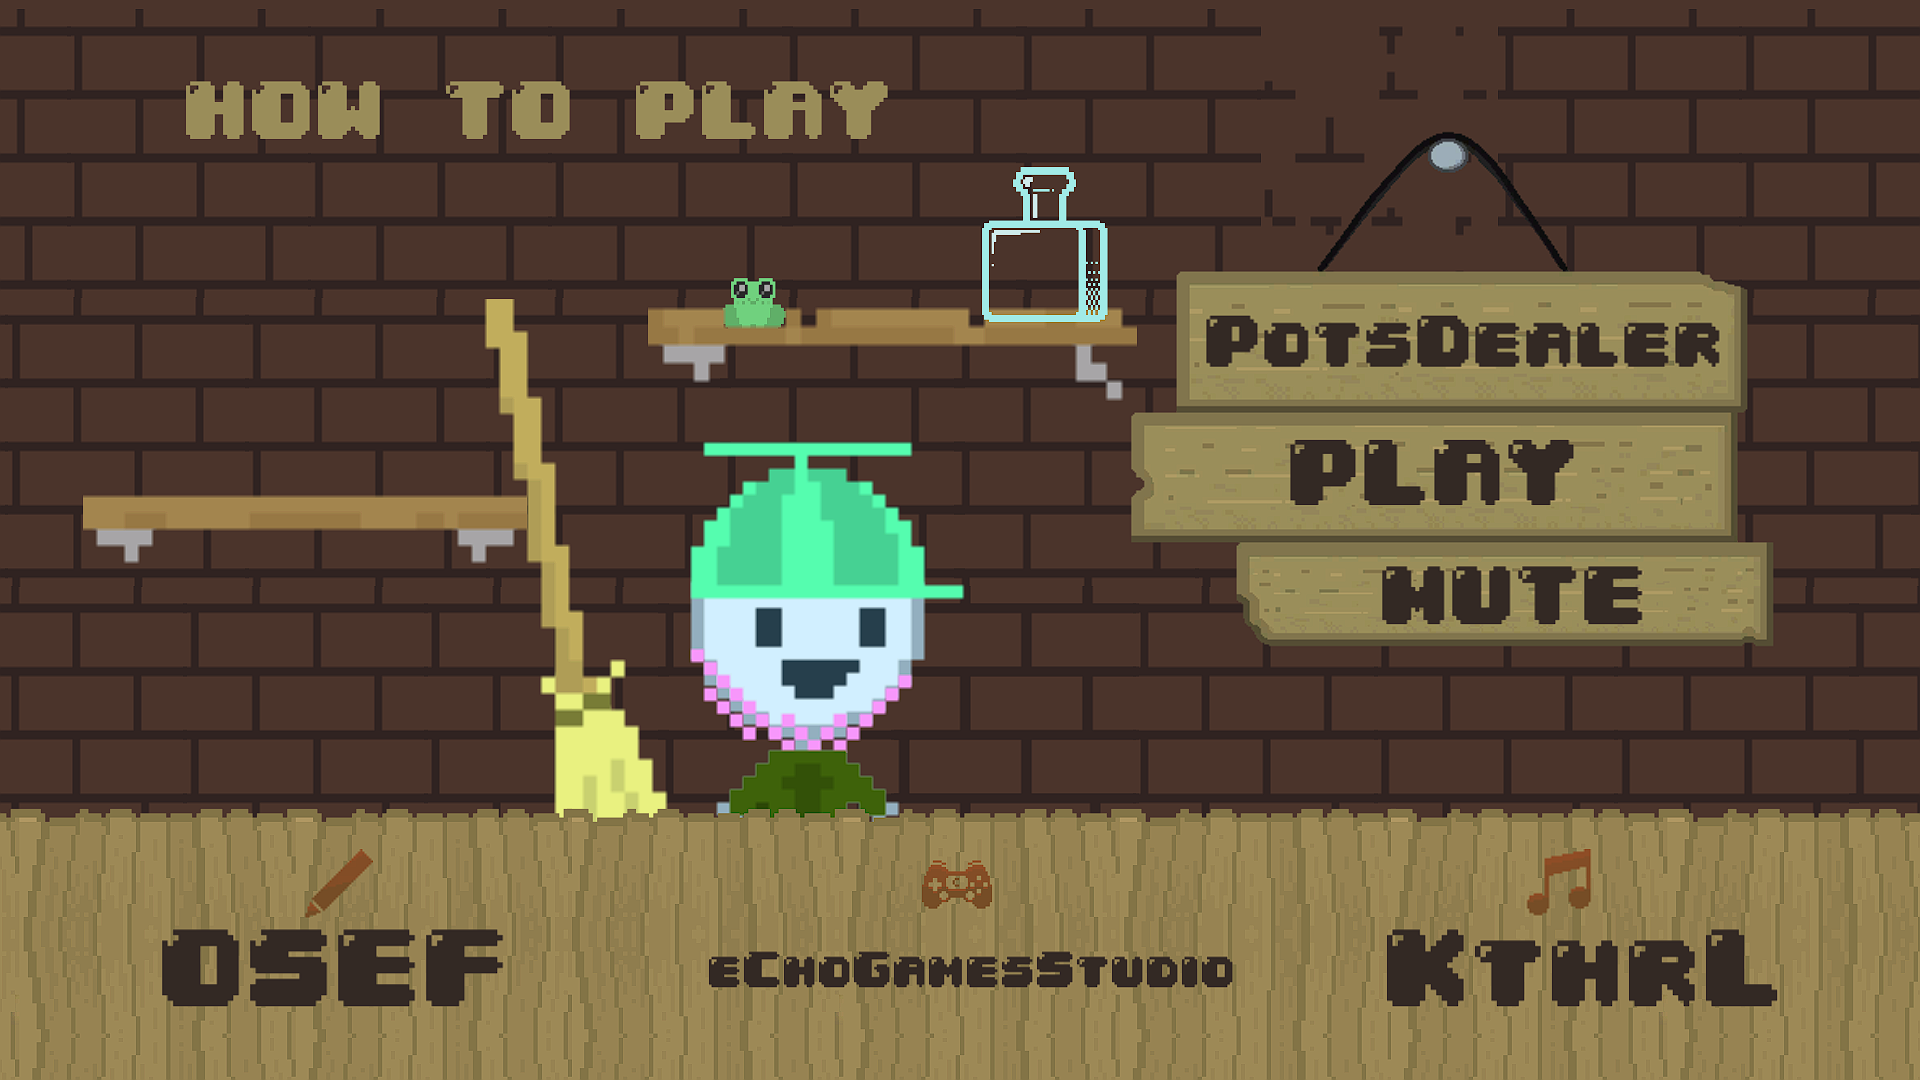 HOW TO PLAY
PotsDealer
PLAY
MUTE
OSEF
eChoGamesStudio
KthrL